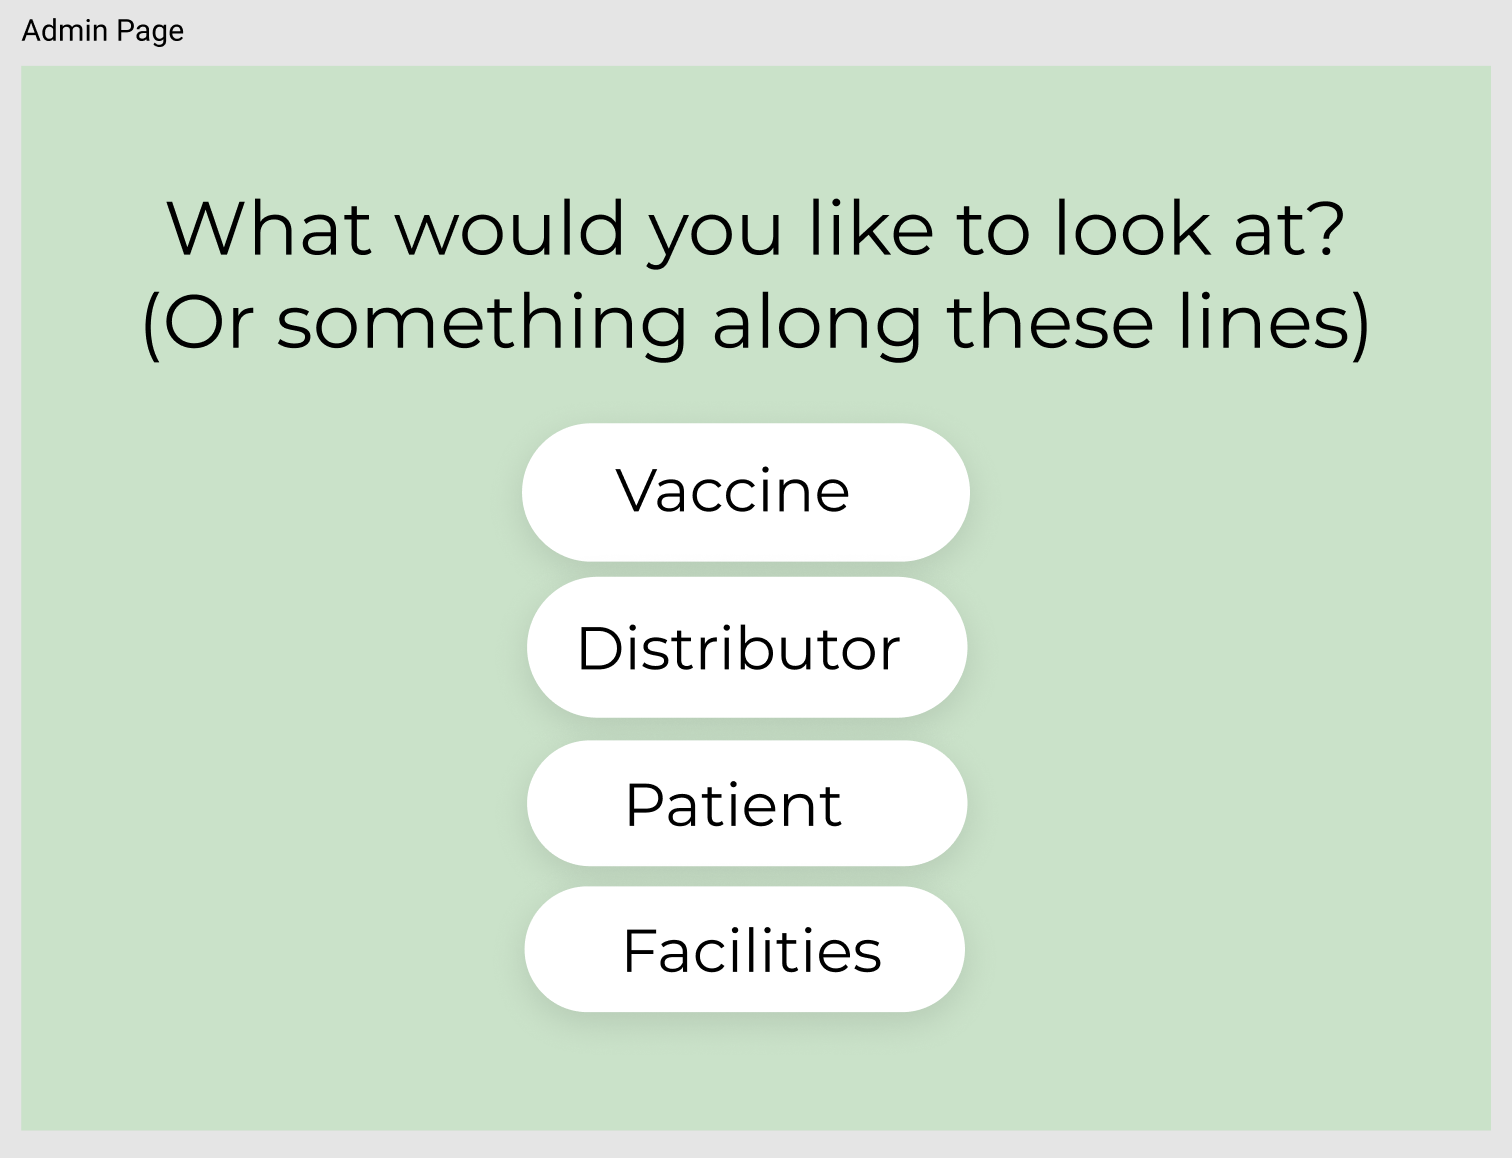 Admin Page
What would you like to look at?
(Or something along these lines)
Vaccine
Distributor
Patient
Facilities